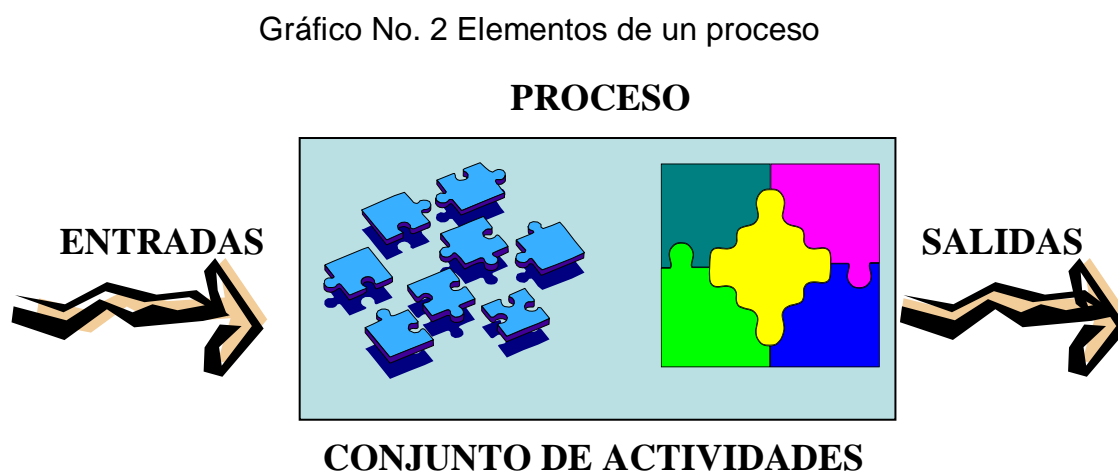 Gráfico No. 2 Elementos de un proceso
PROCESO
ENTRADAS
SALIDAS
CONJUNTO DE ACTIVIDADES